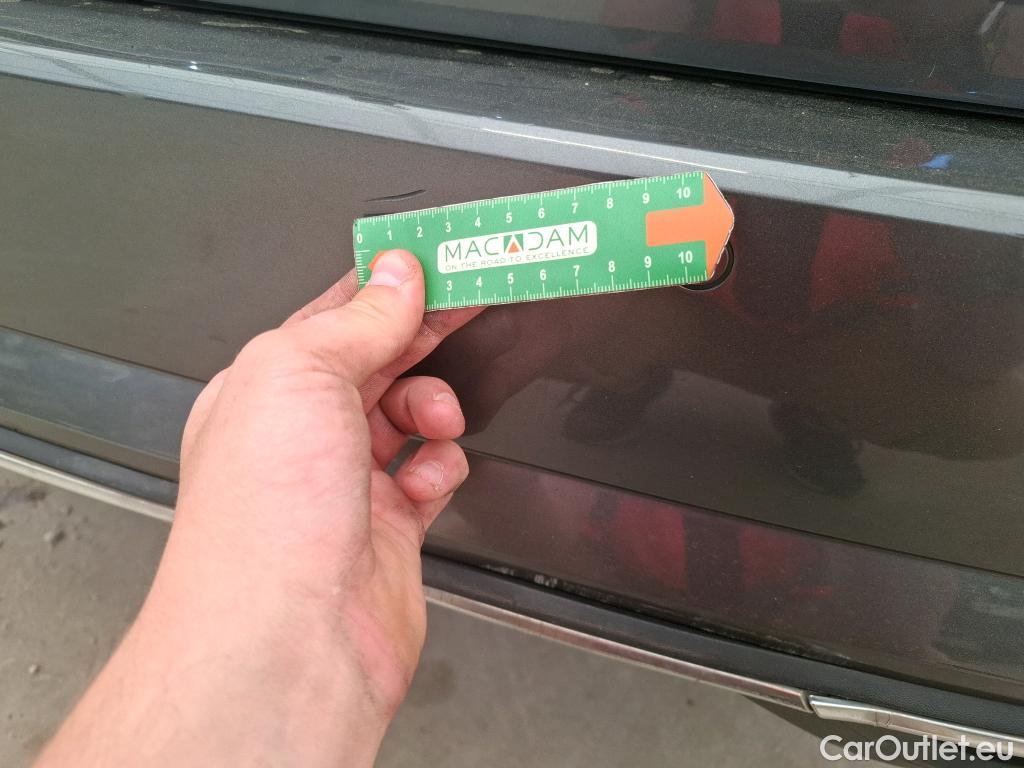 0 1 2 3 4 5 6 7 8 9 10
MACADAM
ON THE ROAD TO EXCELLENCE
3 4 5 6 7 8 9 10
CarOutlet.eu